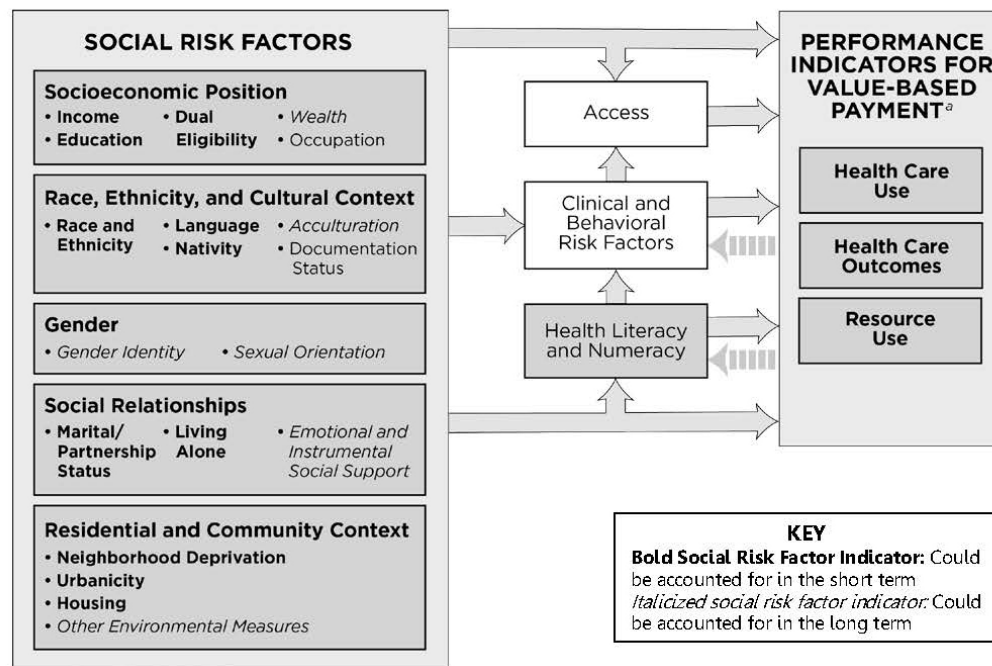 SOCIAL RISK FACTORS
Socioeconomic Position
• Income • Dual • Wealth
• Education Eligibility • Occupation
Race, Ethnicity, and Cultural Context
• Race and • Language • Acculturation
Ethnicity • Nativity • Documentation
Status
Gender
• Gender Identity • Sexual Orientation
Social Relationships
• Marital/ • Living • Emotional and
Partnership Alone Instrumental
Status Social Support
Residential and Community Context
• Neighborhood Deprivation
• Urbanicity
• Housing
• Other Environmental Measures
Access
Clinical and
Behavioral
Risk Factors
Health Literacy
and Numeracy
PERFORMANCE
INDICATORS FOR
VALUE-BASED
PAYMENTa
Health Care
Use
Health Care
Outcomes
Resource
Use
KEY
Bold Social Risk Factor Indicator: Could
be accounted for in the short term
Italicized social risk factor indicator: Could
be accounted for in the long term